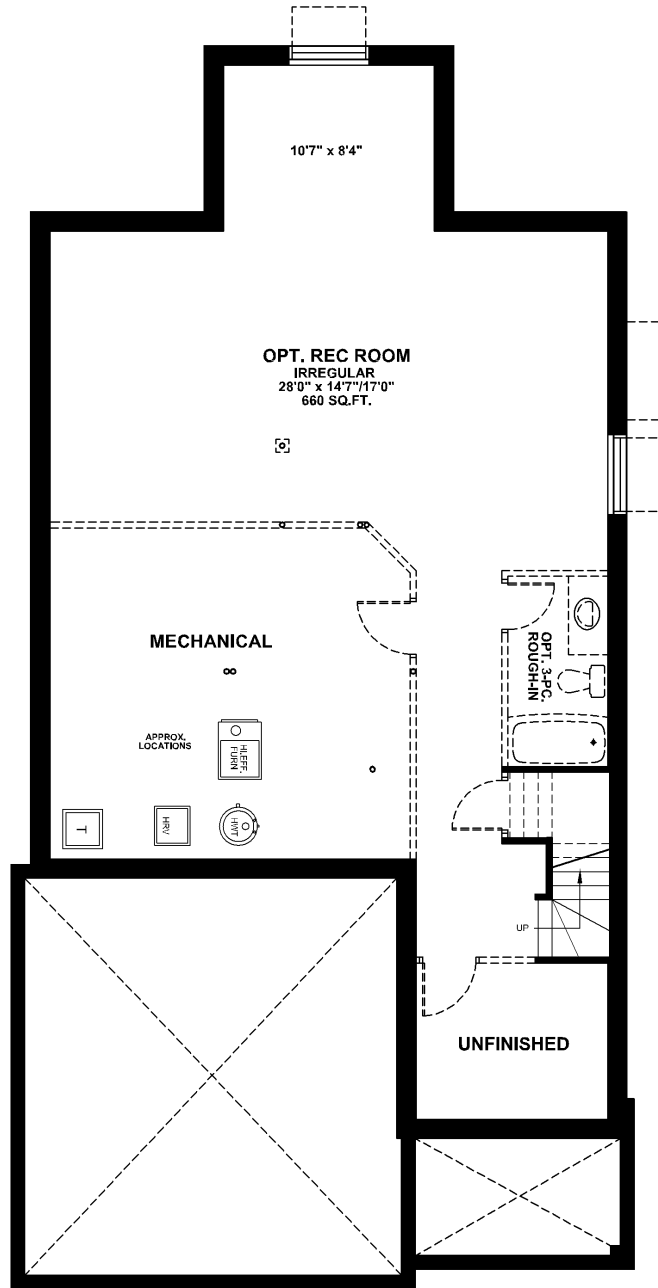 10'7" x 8'4"
OPT. REC ROOM
IRREGULAR
28'0" x 14'7"/17'0"
660 SQ.FT.
MECHANICAL
OPT. 3-PC.
ROUGH-IN
APPROX.
LOCATIONS
HI.EFF.
FURN
T
HRV
HWT
UP
UNFINISHED